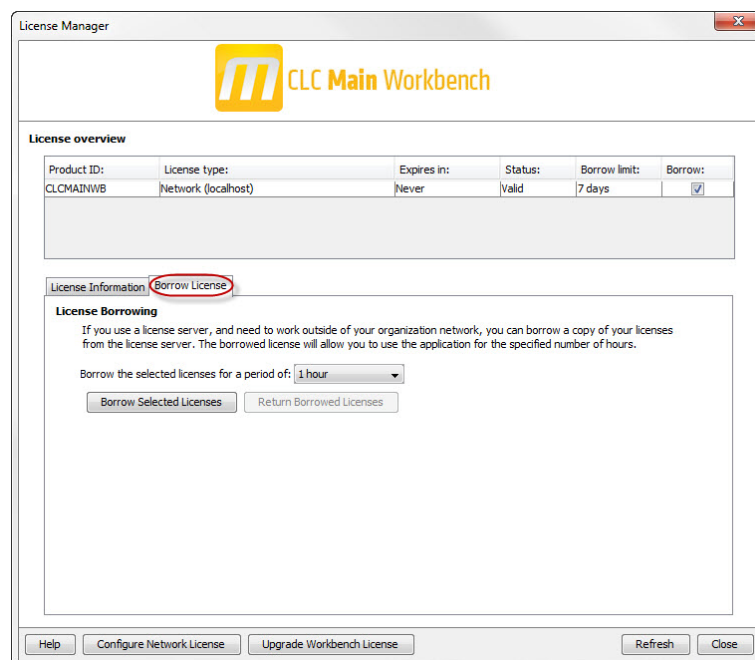 License Manager
CLC Main Workbench
License overview
Product ID: License type: Expires in: Status: Borrow limit: Borrow:
CLCMAINWB Network (localhost) Never Valid 7 days
License Information Borrow License
License Borrowing
If you use a license server, and need to work outside of your organization network, you can borrow a copy of your licenses
from the license server. The borrowed license will allow you to use the application for the specified number of hours.
Borrow the selected licenses for a period of: 1 hour
Borrow Selected Licenses Return Borrowed Licenses
Help Configure Network License Upgrade Workbench License Refresh Close